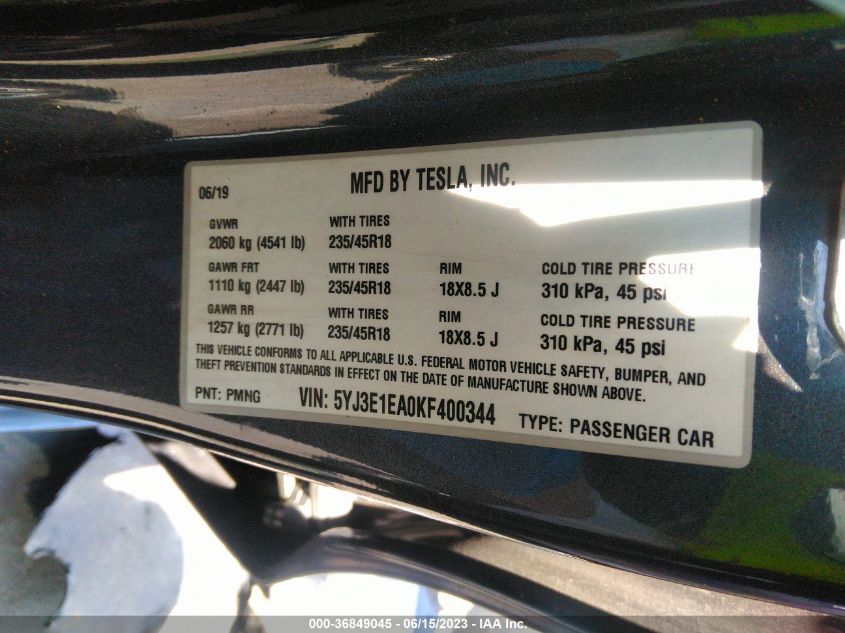 06/19 MFD BY TESLA, INC.
GVWR WITH TIRES
2060 kg (4541 lb) 235/45R18
GAWR FRT WITH TIRES RIM COLD TIRE PRESSURE
1110 kg (2447 lb) 235/45R18 18X8.5 J 310 kPa, 45 psi
GAWR RR WITH TIRES RIM COLD TIRE PRESSURE
1257 kg (2771 lb) 235/45R18 18X8.5 J 310 kPa, 45 psi
THIS VEHICLE CONFORMS TO ALL APPLICABLE U.S. FEDERAL MOTOR VEHICLE SAFETY, BUMPER, AND
THEFT PREVENTION STANDARDS IN EFFECT ON THE DATE OF MANUFACTURE SHOWN ABOVE.
PNT: PMNG VIN: 5YJ3E1EA0KF400344 TYPE: PASSENGER CAR
000-36849045 - 06/15/2023 - IAA Inc.